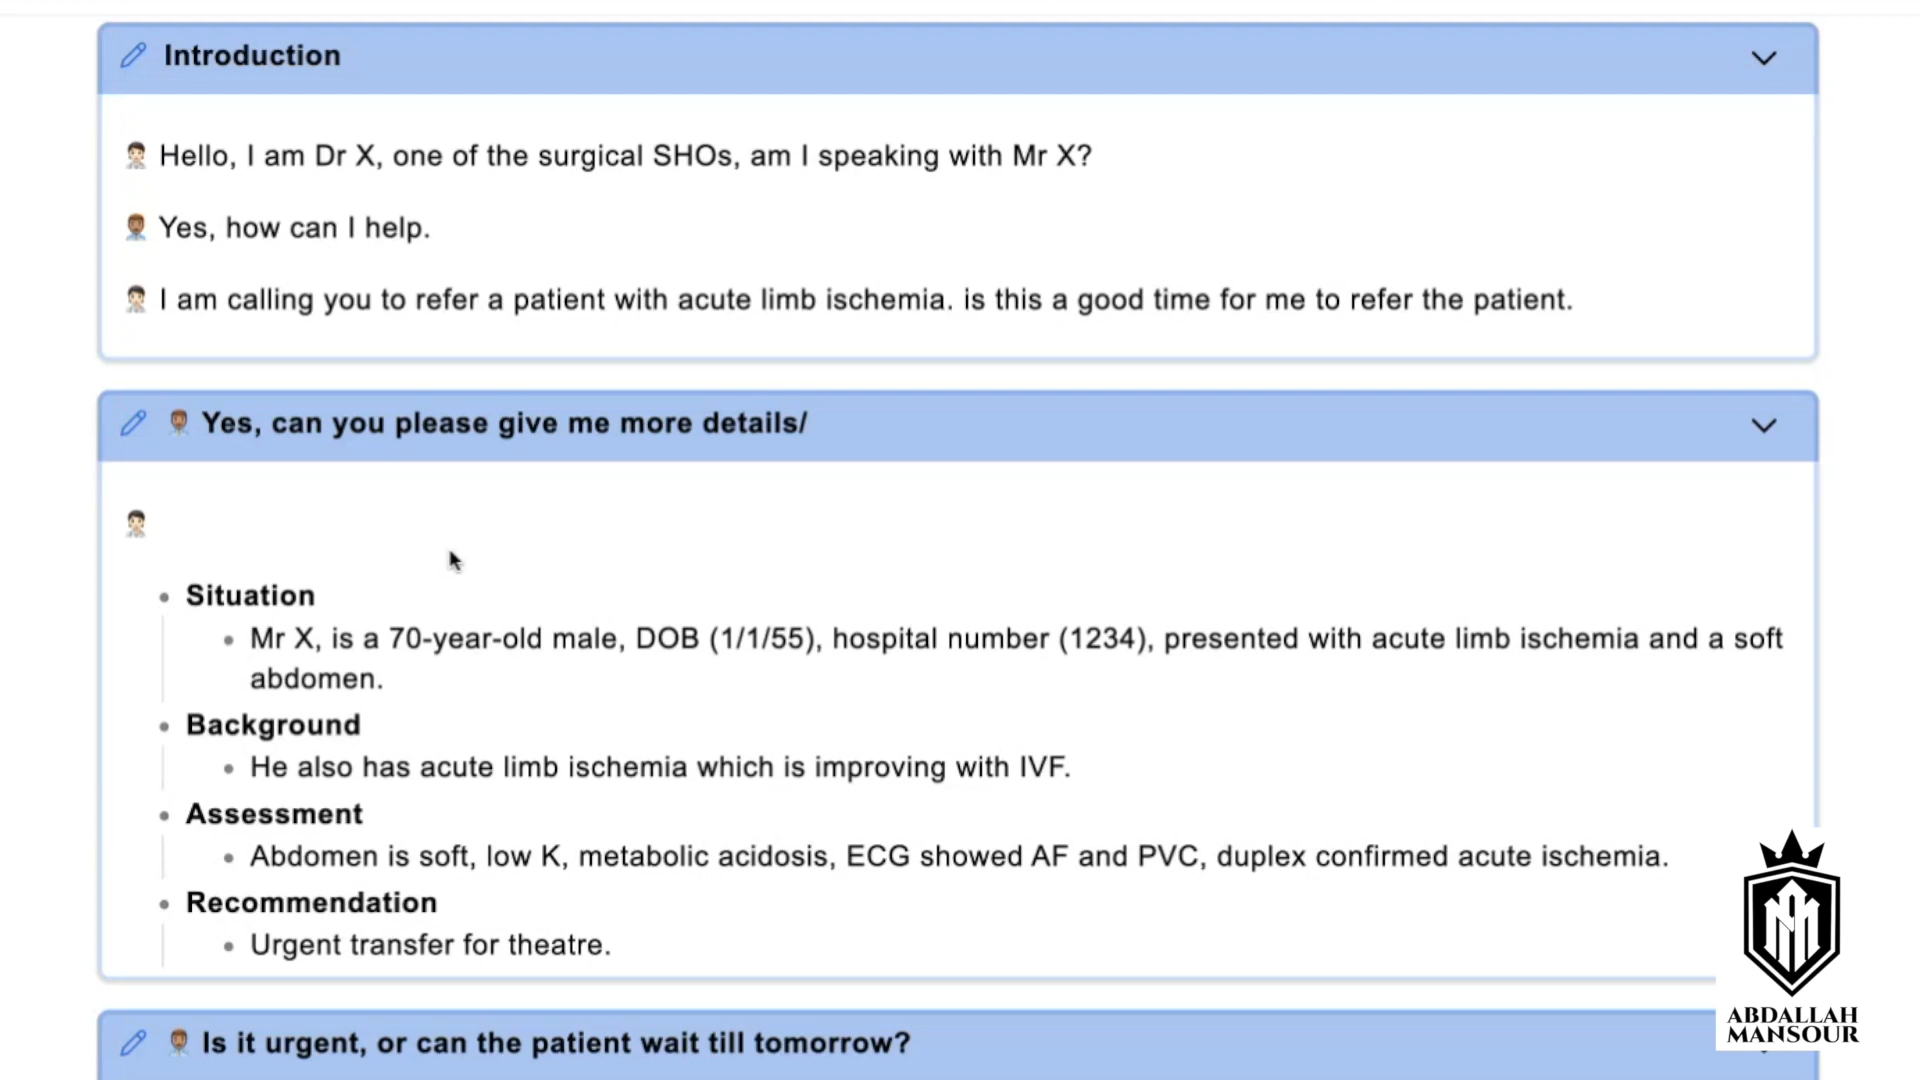 Introduction
Hello, I am Dr X, one of the surgical SHOs, am I speaking with Mr X?
Yes, how can I help.
I am calling you to refer a patient with acute limb ischemia. is this a good time for me to refer the patient.
Yes, can you please give me more details/
Situation
Mr X, is a 70-year-old male, DOB (1/1/55), hospital number (1234), presented with acute limb ischemia and a soft
abdomen.
Background
He also has acute limb ischemia which is improving with IVF.
Assessment
Abdomen is soft, low K, metabolic acidosis, ECG showed AF and PVC, duplex confirmed acute ischemia.
Recommendation
Urgent transfer for theatre.
Is it urgent, or can the patient wait till tomorrow?
ABDALLAH
MANSOUR